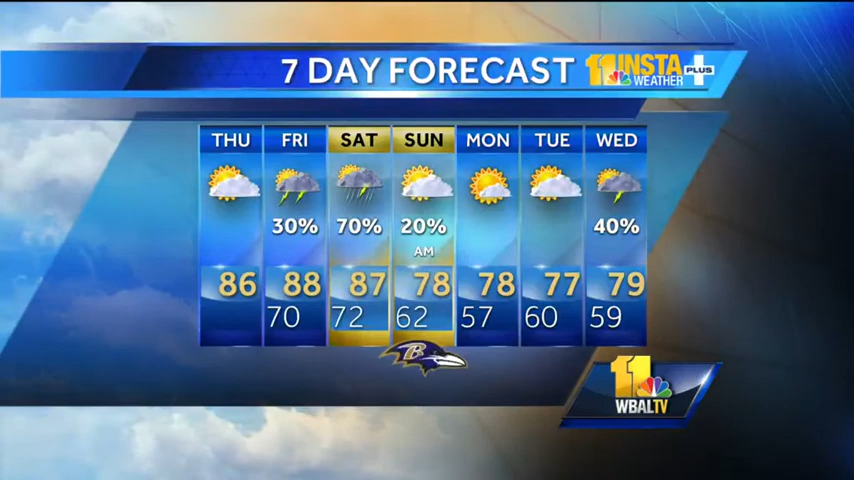 7 DAY FORECAST 11 INSTA WEATHER PLUS
THU FRI SAT SUN MON TUE WED
30% 70% 20% 40%
AM
86 88 87 78 78 77 79
70 72 62 57 60 59
B
11
WBALTV